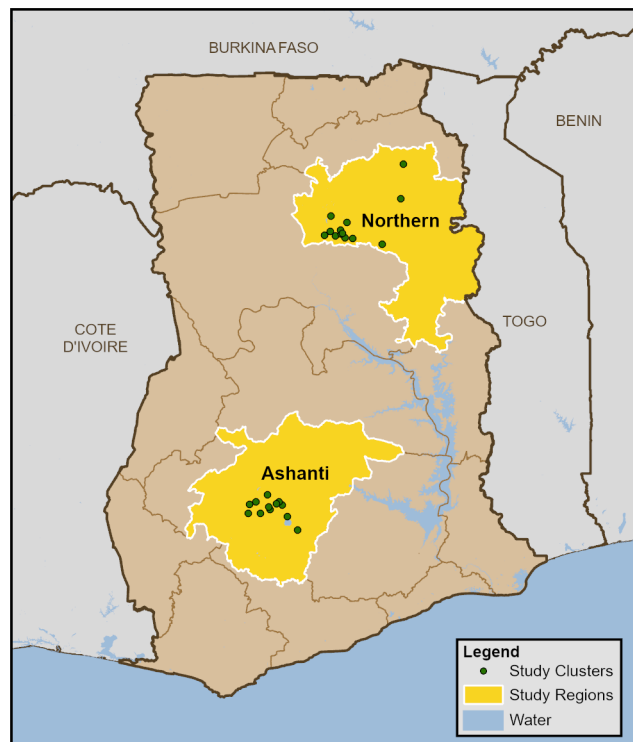 BURKINA FASO
BENIN
Northern
COTE
D'IVOIRE
TOGO
Ashanti
Legend
Study Clusters
Study Regions
Water